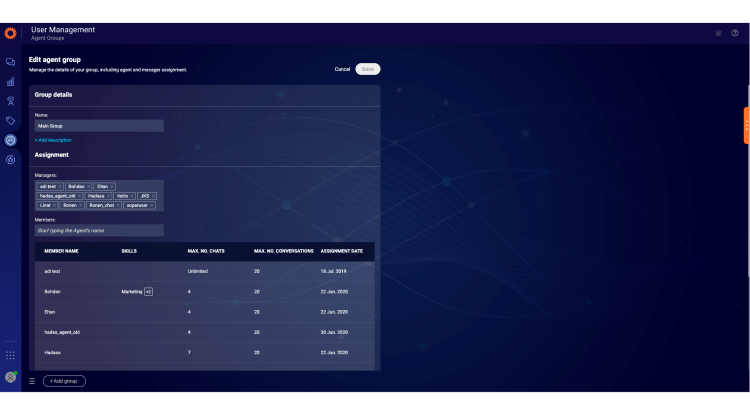 User Management
Agent Groups
Edit agent group
Manage the details of your group, including agent and manager assignment.
Cancel
Save
Group details
Name:
Main Group
+ Add description
Assignment
Managers:
adi test × Bohdan × Eitan ×
hadas_agent_old × Hadass × Indra × JKS ×
Linat × Ronen × Ronen_chat × superuser ×
Members:
Start typing the Agent's name
MEMBER NAME SKILLS MAX. NO. CHATS MAX. NO. CONVERSATIONS ASSIGNMENT DATE
adi test Unlimited 20 18 Jul. 2019
Bohdan Marketing +2 4 20 22 Jan. 2020
Eitan 4 20 22 Jan. 2020
hadas_agent_old 4 20 30 Jan. 2020
Hadass 7 20 22 Jan. 2020
+Add group